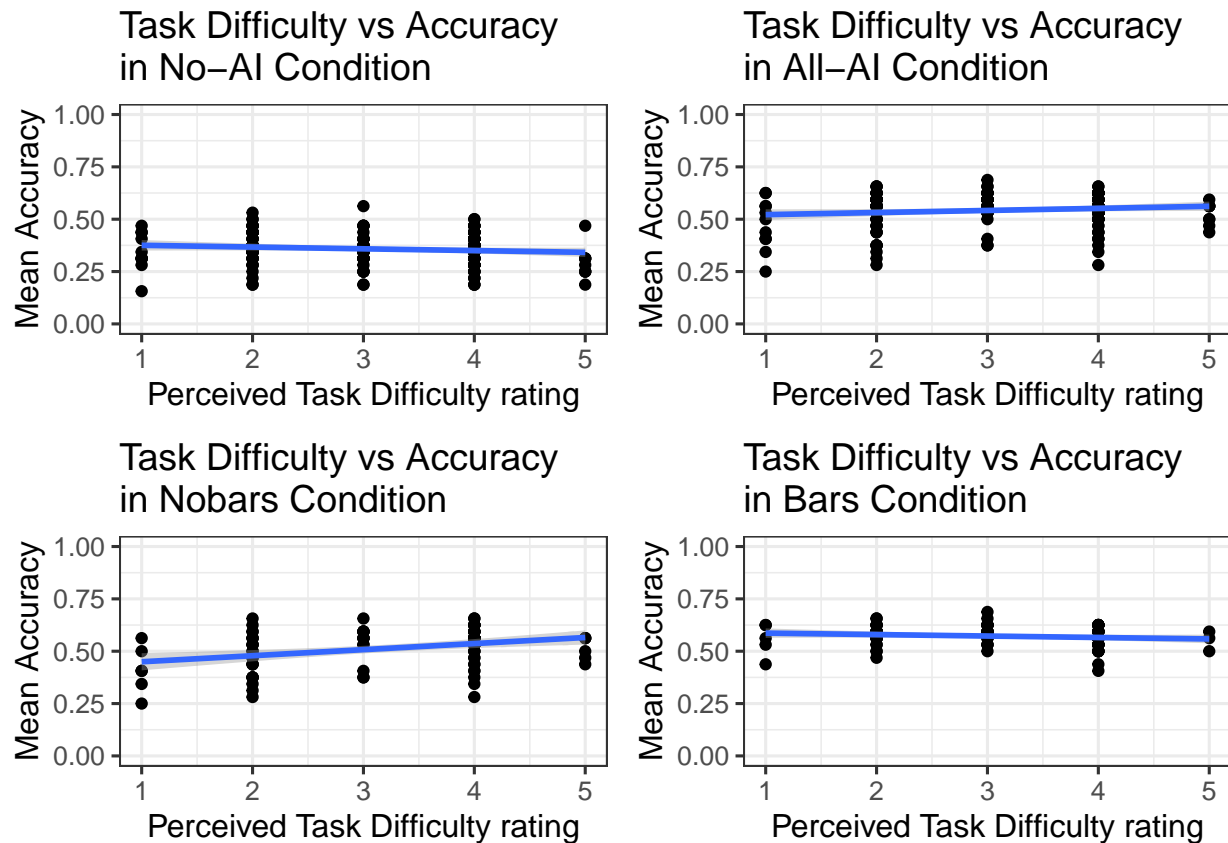 Task Difficulty vs Accuracy
in No−AI Condition
1.00
0.75
0.50
0.25
0.00
Mean Accuracy
1 2 3 4 5
Perceived Task Difficulty rating
Task Difficulty vs Accuracy
in All−AI Condition
1.00
0.75
0.50
0.25
0.00
Mean Accuracy
1 2 3 4 5
Perceived Task Difficulty rating
Task Difficulty vs Accuracy
in Nobars Condition
1.00
0.75
0.50
0.25
0.00
Mean Accuracy
1 2 3 4 5
Perceived Task Difficulty rating
Task Difficulty vs Accuracy
in Bars Condition
1.00
0.75
0.50
0.25
0.00
Mean Accuracy
1 2 3 4 5
Perceived Task Difficulty rating